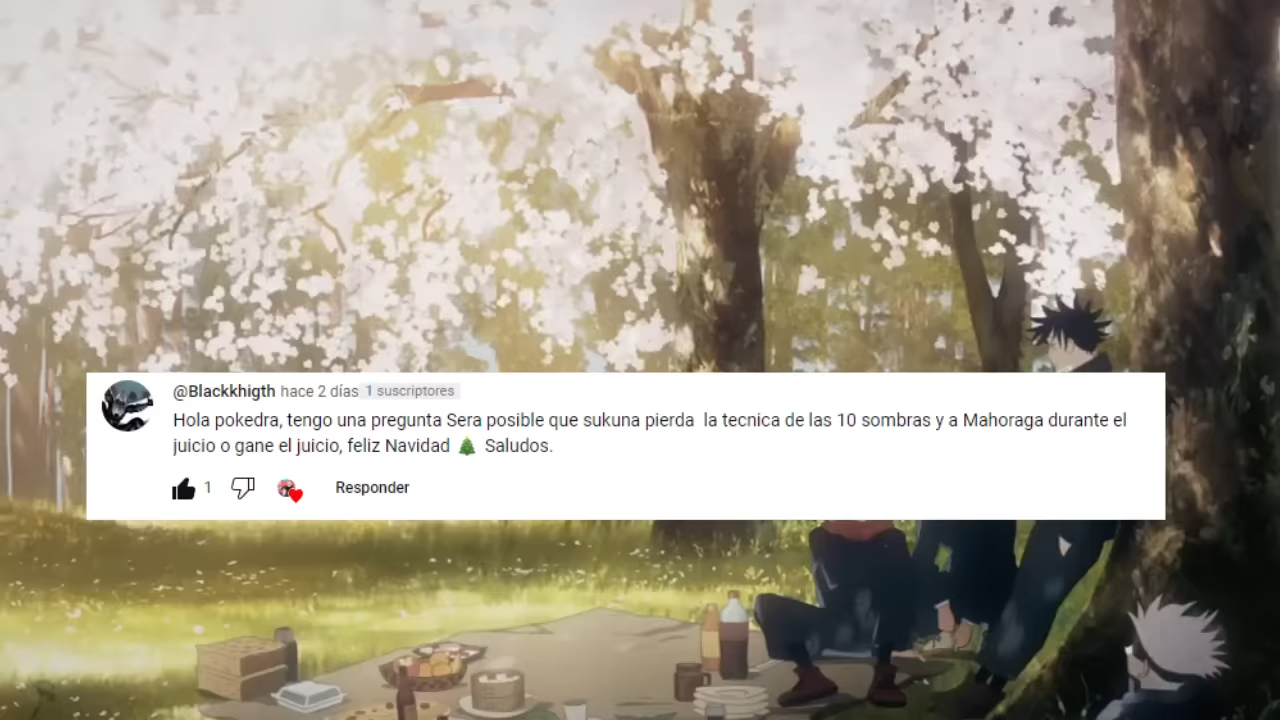 @Blackkhigth hace 2 días 1 suscriptores
Hola pokedra, tengo una pregunta Sera posible que sukuna pierda  la tecnica de las 10 sombras y a Mahoraga durante el
juicio o gane el juicio, feliz Navidad 🎄 Saludos.
1 Responder